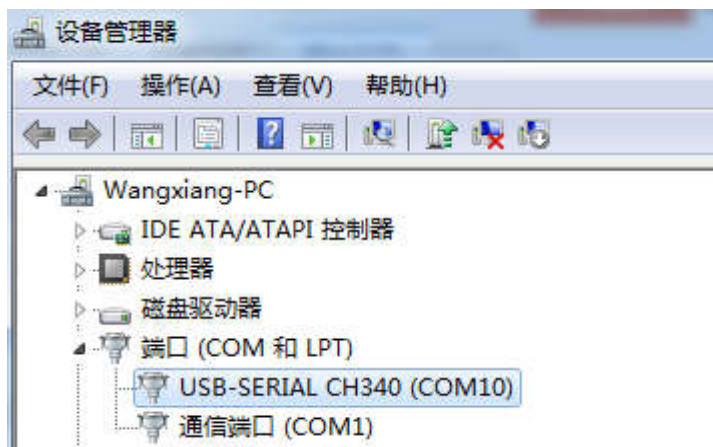 设备管理器
文件(F) 操作(A) 查看(V) 帮助(H)
Wangxiang-PC
IDE ATA/ATAPI 控制器
处理器
磁盘驱动器
端口 (COM 和 LPT)
USB-SERIAL CH340 (COM10)
通信端口 (COM1)